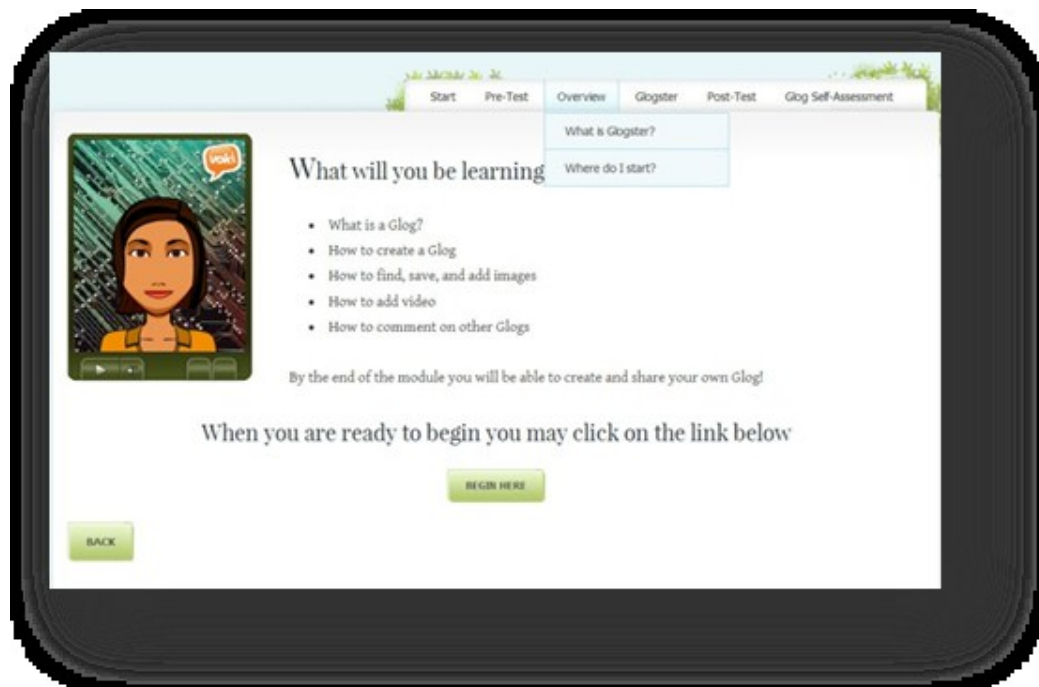 Start Pre-Test Overview Glogster Post-Test Glog Self-Assessment
What is Glogster?
Where do I start?
voki
What will you be learning
What is a Glog?
How to create a Glog
How to find, save, and add images
How to add video
How to comment on other Glogs
By the end of the module you will be able to create and share your own Glog!
When you are ready to begin you may click on the link below
BEGIN HERE
BACK